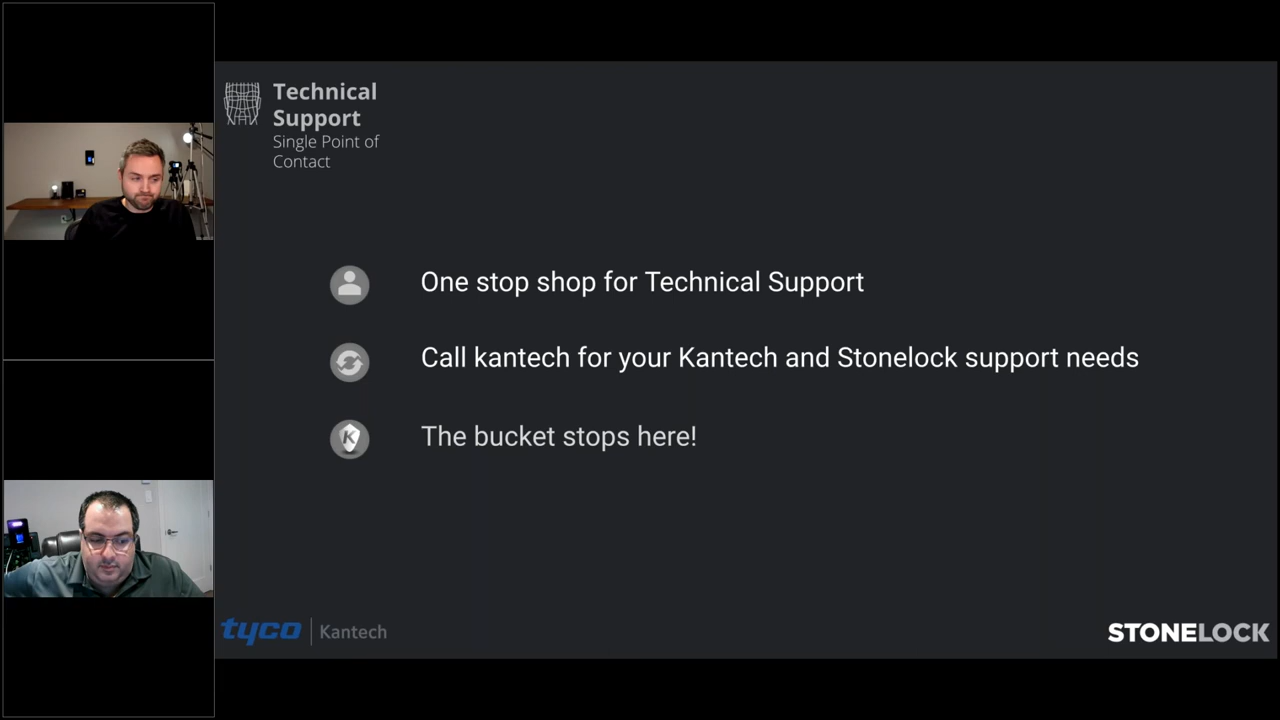 Technical
Support
Single Point of
Contact
One stop shop for Technical Support
Call kantech for your Kantech and Stonelock support needs
K
The bucket stops here!
tyco | Kantech
STONELOCK